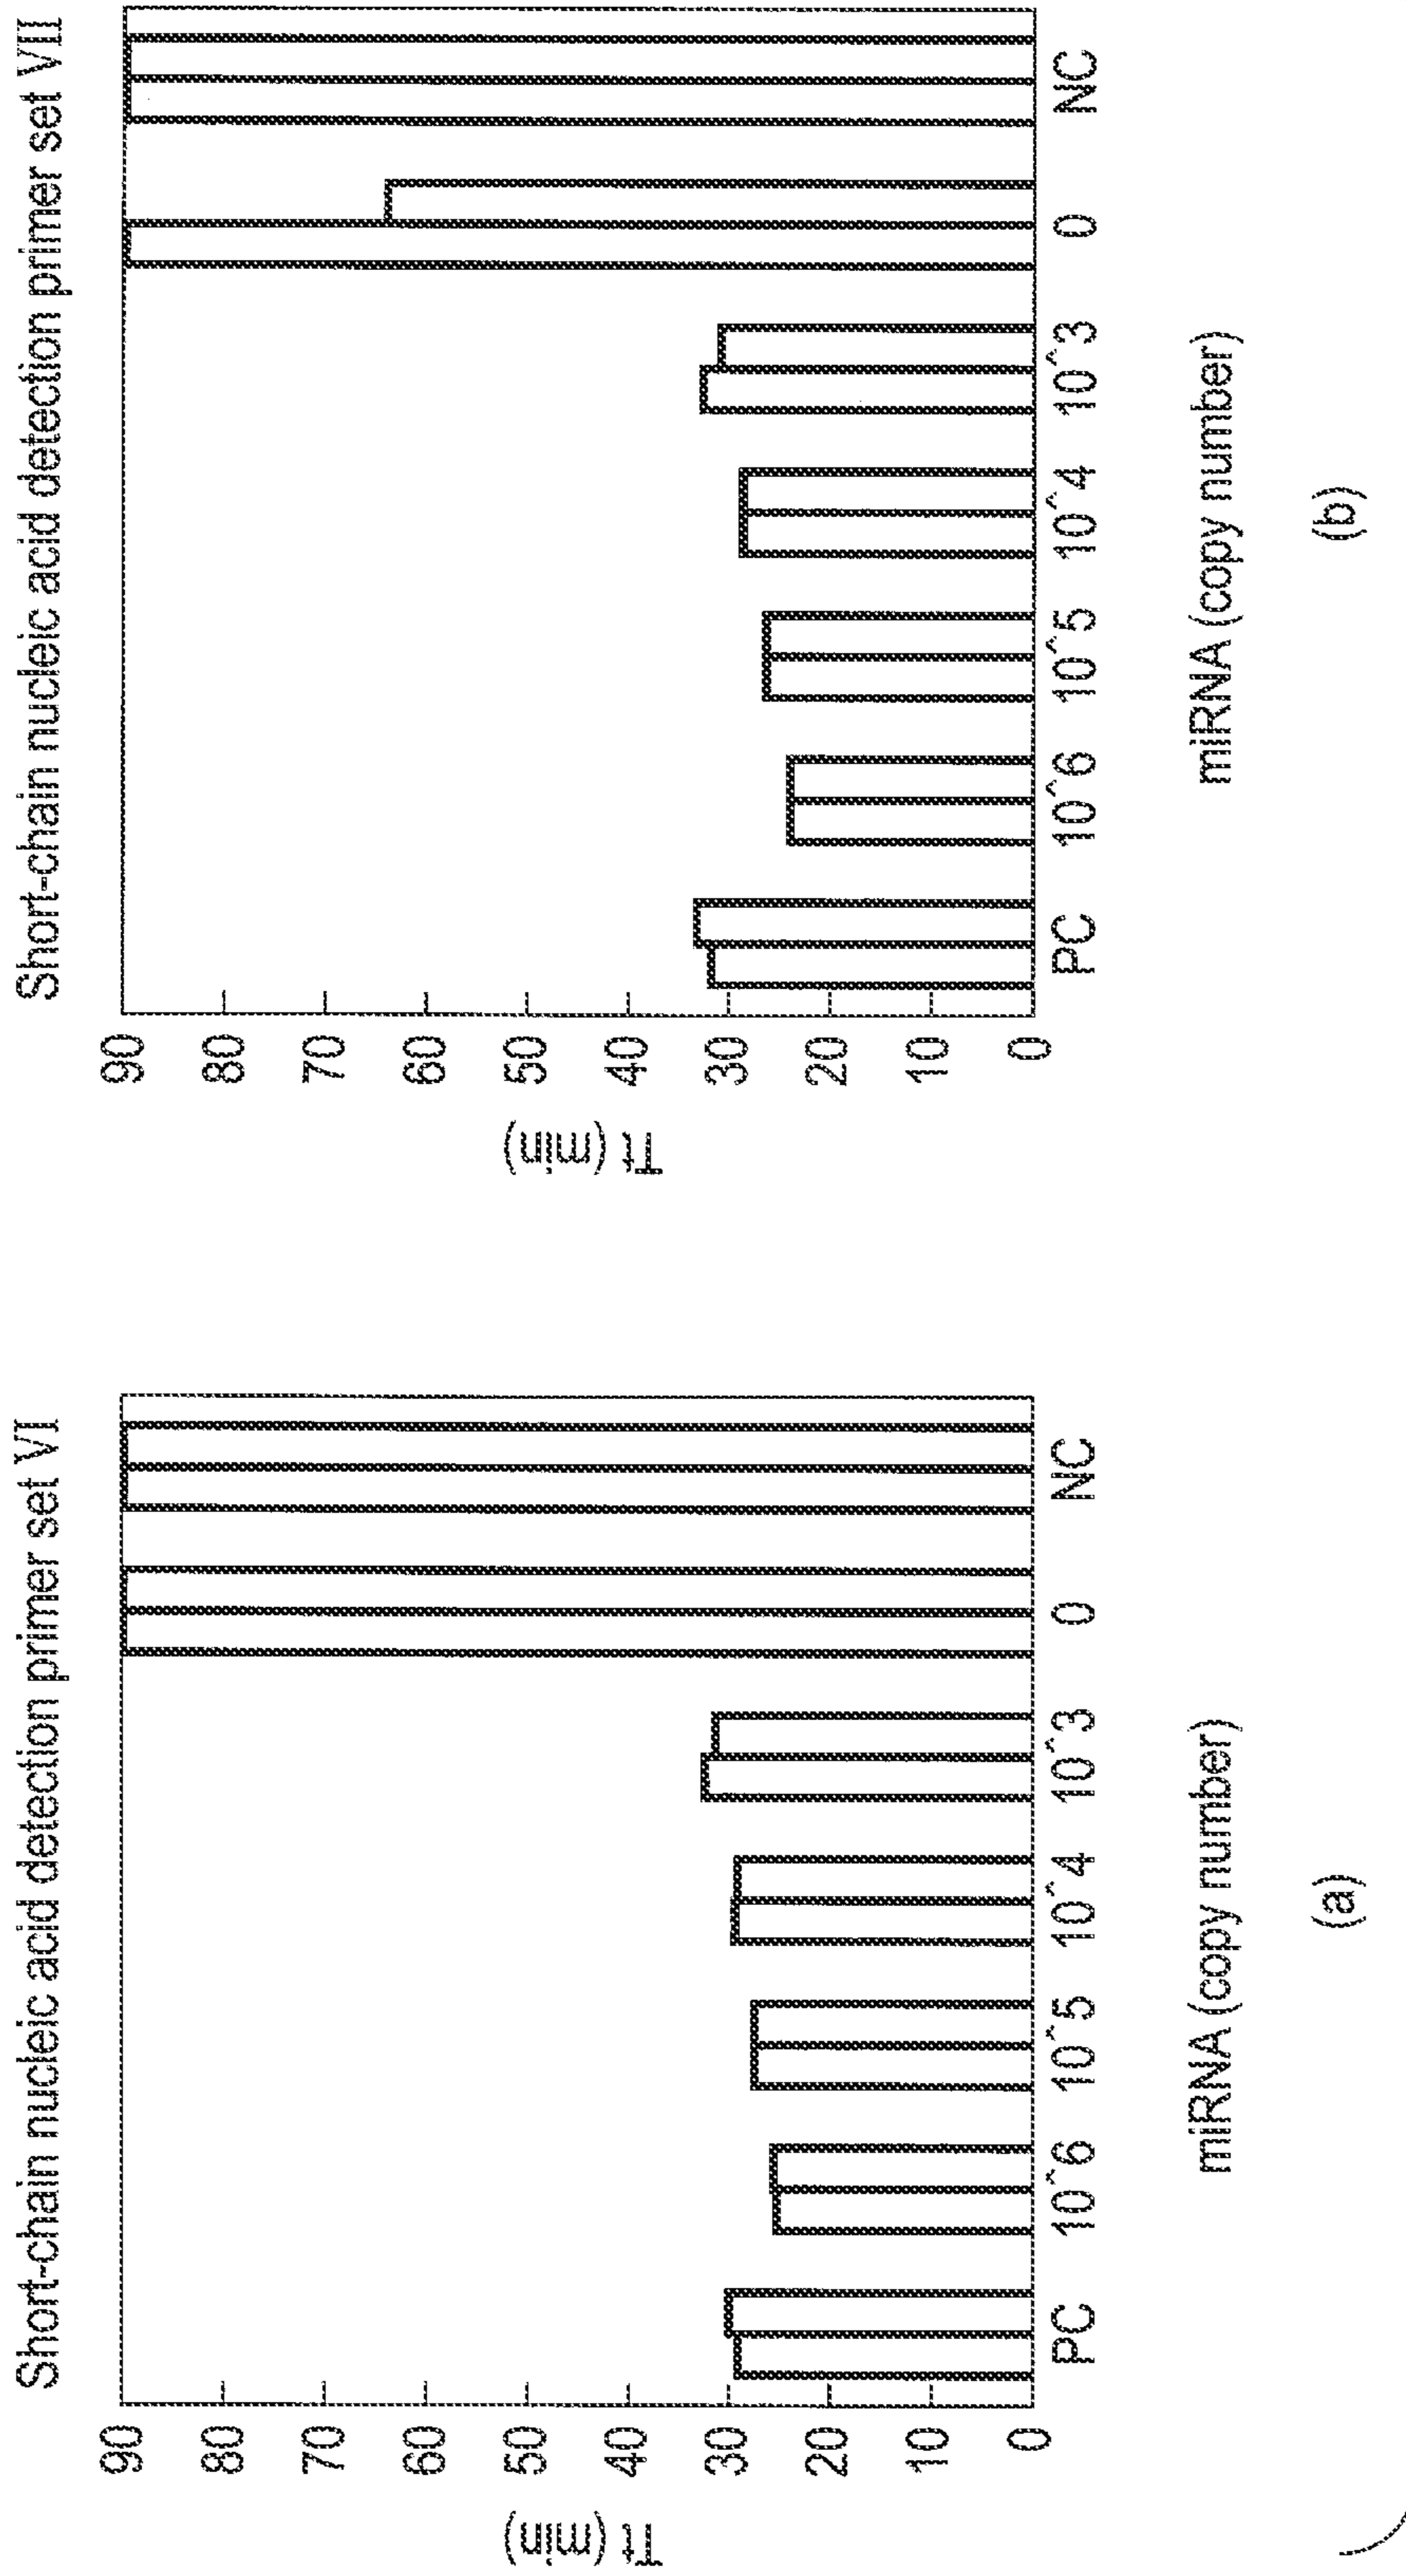 Short-chain nucleic acid detection primer set VI
Tt (min)
90
80
70
60
50
40
30
20
10
0
PC 10^6 10^5 10^4 10^3 0 NC
miRNA (copy number)
(a)
Short-chain nucleic acid detection primer set VII
Tt (min)
90
80
70
60
50
40
30
20
10
0
PC 10^6 10^5 10^4 10^3 0 NC
miRNA (copy number)
(b)